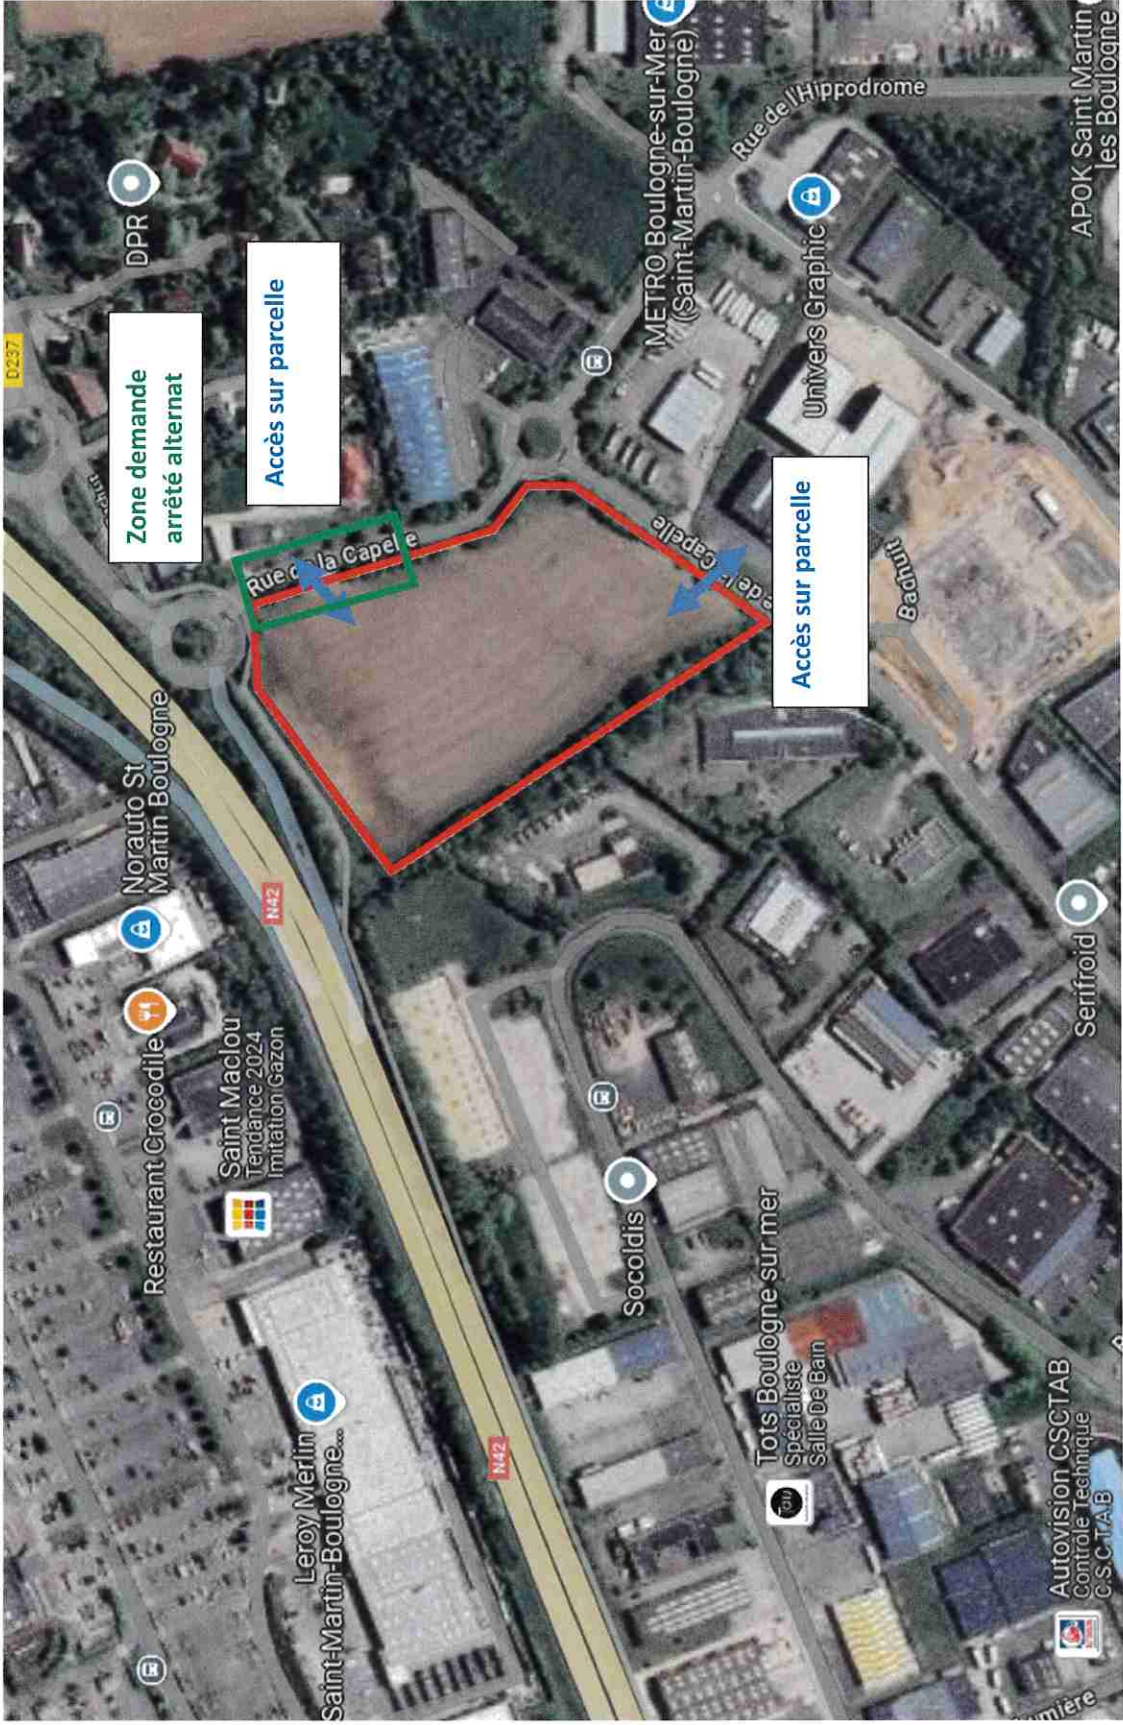 Leroy Merlin
Saint-Martin-Boulogne...
Restaurant Crocodile
Saint Maclou
Tendance 2024
Imitation Gazon
Norauto St
Martin Boulogne
N42
N42
D237
DPR
Zone demande
arrêté alternat
Accès sur parcelle
Rue de la Capelle
METRO Boulogne-sur-Mer
(Saint-Martin-Boulogne)
Rue de l'Hippodrome
Univers Graphic
APOK Saint Martin
les Boulogne
e de la Capelle
Accès sur parcelle
Bachuit
Socoldis
Serifroid
Tots Boulogne sur mer
Spécialiste
Salle De Bain
Autovision CSCTAB
Contrôle Technique
C.S.C.T.A.B